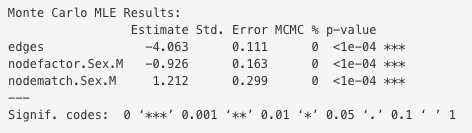 Monte Carlo MLE Results:
                Estimate Std. Error MCMC % p-value
edges             -4.063      0.111      0  <1e-04 ***
nodefactor.Sex.M  -0.926      0.163      0  <1e-04 ***
nodematch.Sex.M    1.212      0.299      0  <1e-04 ***
---
Signif. codes:  0 ‘***’ 0.001 ‘**’ 0.01 ‘*’ 0.05 ‘.’ 0.1 ‘ ’ 1